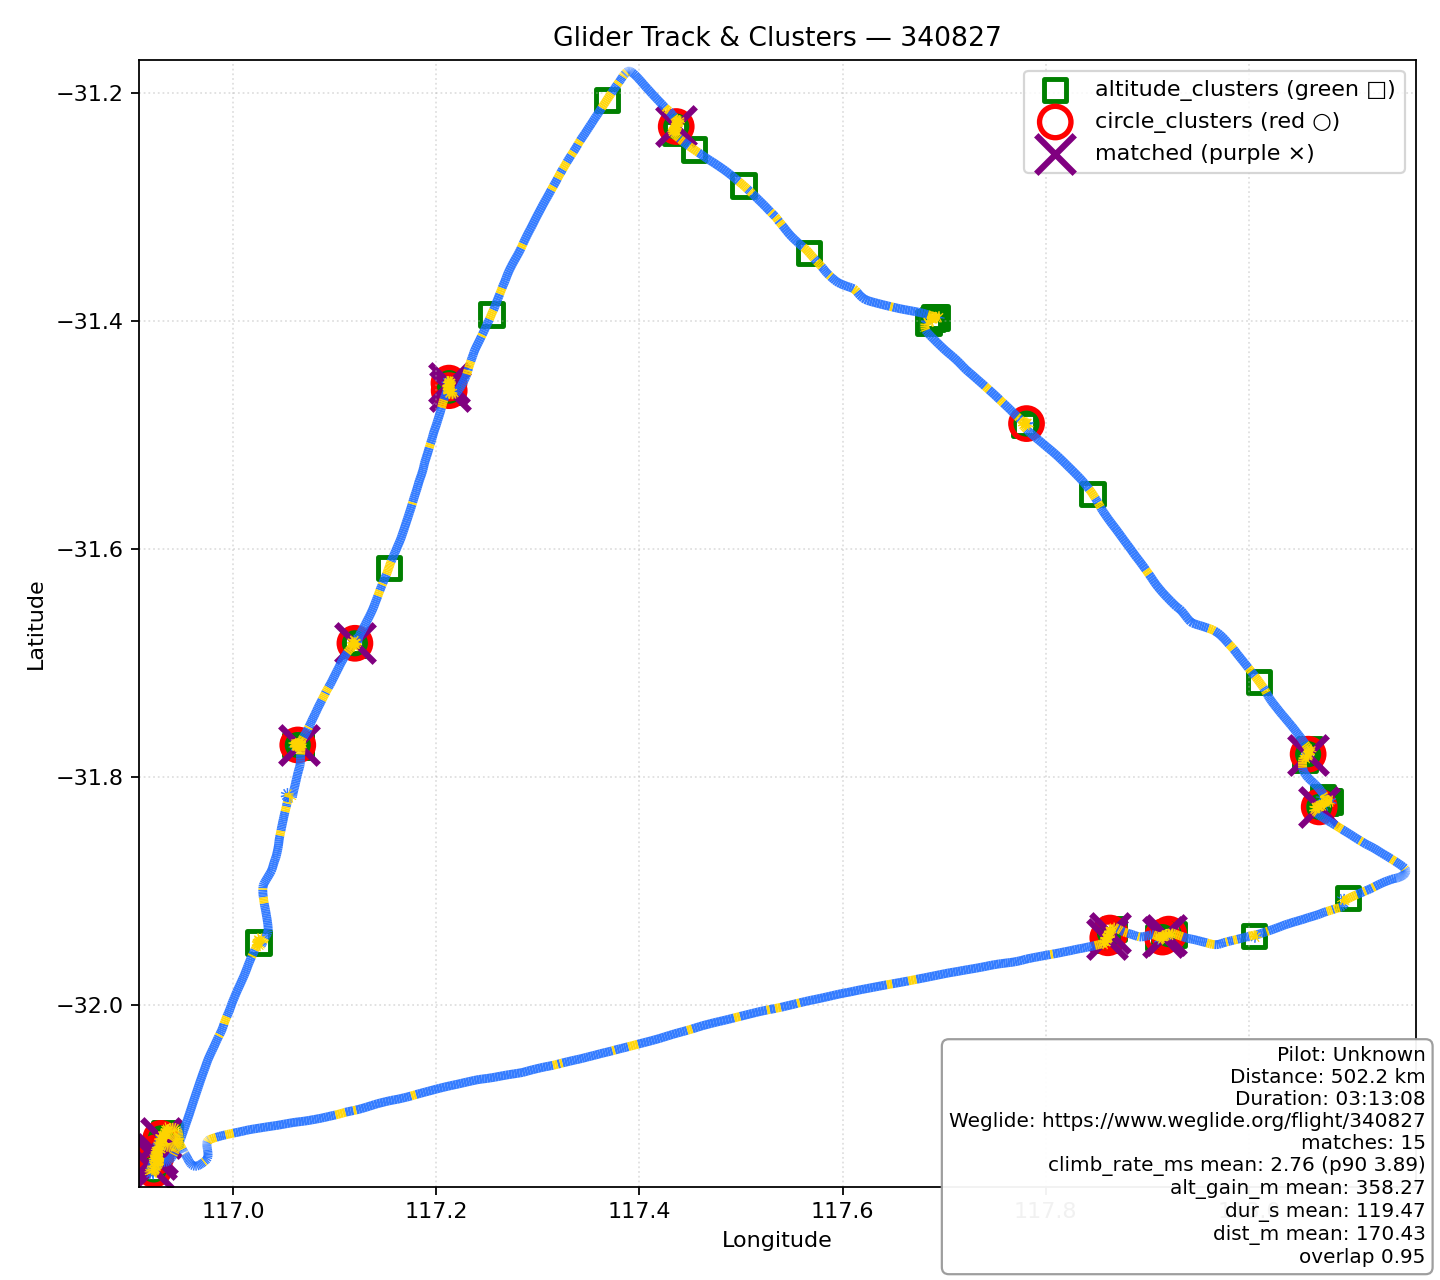 Glider Track & Clusters — 340827
altitude_clusters (green □)
circle_clusters (red ○)
matched (purple ×)
−31.2
−31.4
−31.6
−31.8
−32.0
Latitude
117.0
117.2
117.4
117.6
117.8
Longitude
Pilot: Unknown
Distance: 502.2 km
Duration: 03:13:08
Weglide: https://www.weglide.org/flight/340827
matches: 15
climb_rate_ms mean: 2.76 (p90 3.89)
alt_gain_m mean: 358.27
dur_s mean: 119.47
dist_m mean: 170.43
overlap 0.95